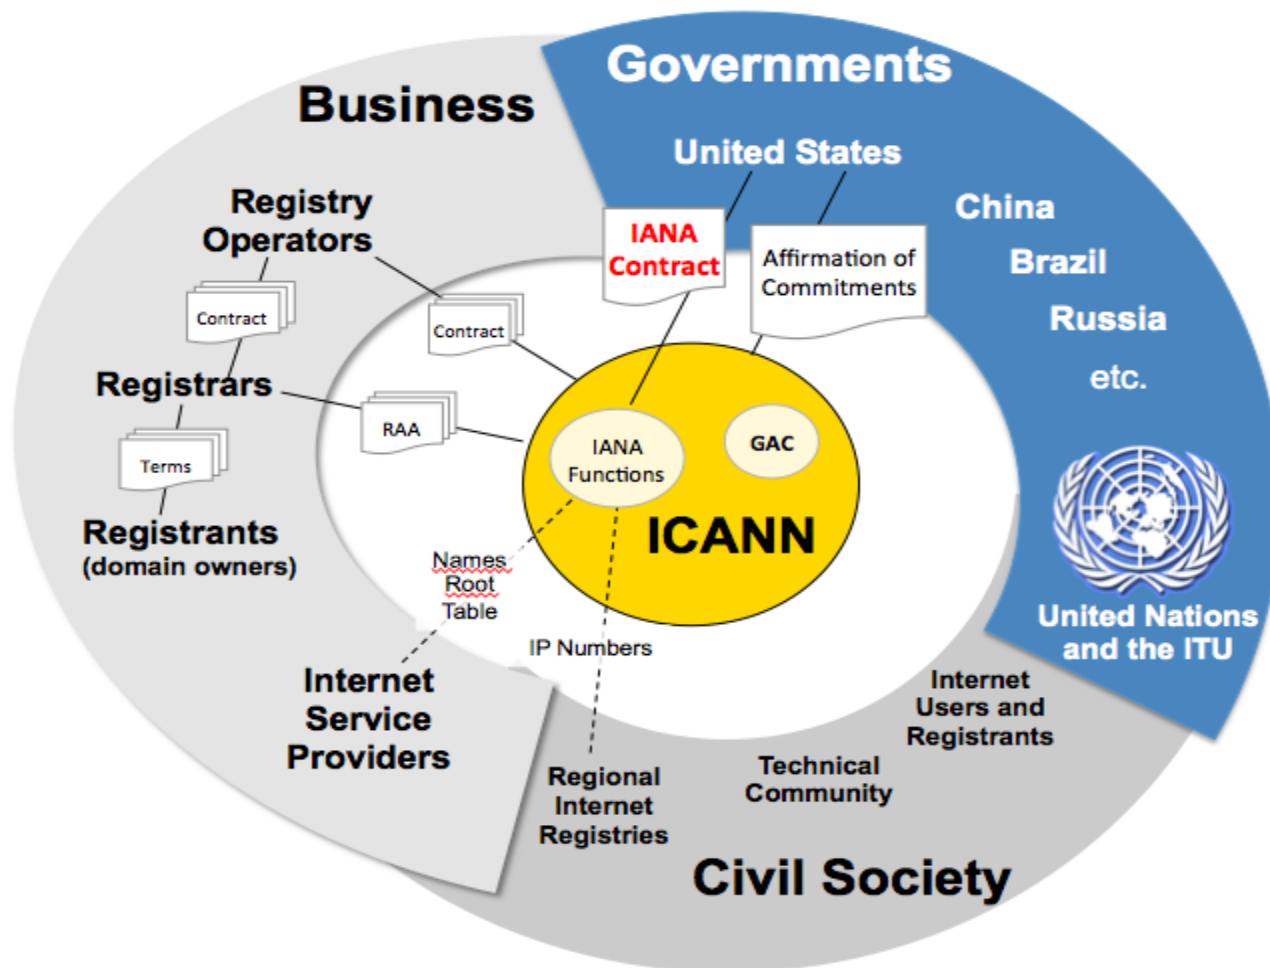 Governments
Business
United States
Registry
Operators
China
IANA
Contract
Affirmation of
Commitments
Brazil
Russia
etc.
Contract
Contract
Registrars
RAA
IANA
Functions
GAC
Terms
ICANN
Registrants
(domain owners)
Names
Root
Table
IP Numbers
United Nations
and the ITU
Internet
Service
Providers
Internet
Users and
Registrants
Technical
Community
Regional
Internet
Registries
Civil Society